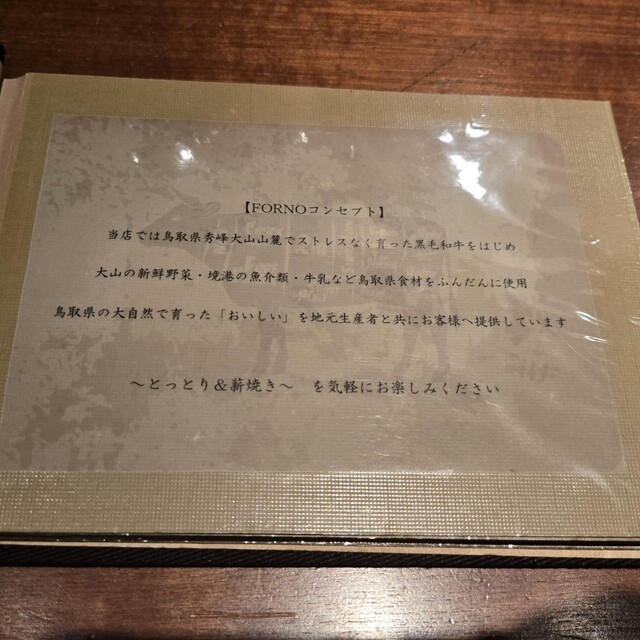 【FORNOコンセプト】
当店では鳥取県秀峰大山山麓でストレスなく育った黒毛和牛をはじめ
大山の新鮮野菜・境港の魚介類・牛乳など鳥取県食材をふんだんに使用
鳥取県の大自然で育った「おいしい」を地元生産者と共にお客様へ提供しています
～とっとり＆薪焼き～　を気軽にお楽しみください